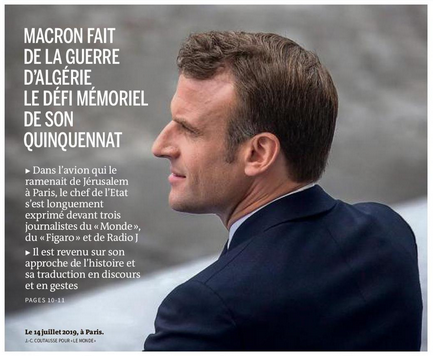 MACRON FAIT
DE LA GUERRE
D'ALGÉRIE
LE DÉFI MÉMORIEL
DE SON
QUINQUENNAT
▸ Dans l'avion qui le
ramenait de Jérusalem
à Paris, le chef de l'Etat
s'est longuement
exprimé devant trois
journalistes du « Monde »,
du « Figaro » et de Radio J
▸ Il est revenu sur son
approche de l'histoire et
sa traduction en discours
et en gestes
PAGES 10-11
Le 14 juillet 2019, à Paris.
J.-C. COUTAUSSE POUR « LE MONDE »